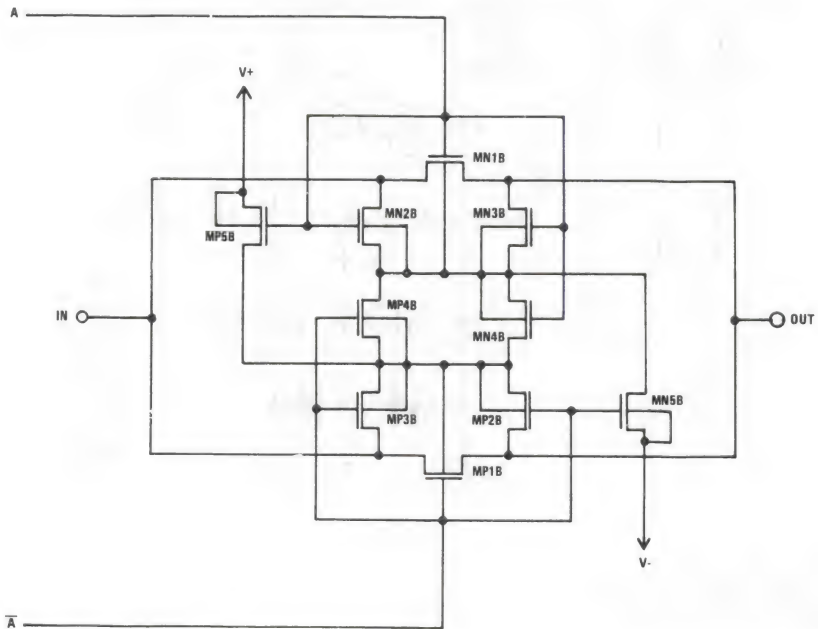 A
V+
MN1B
MN2B
MN3B
MP5B
MP4B
IN
OUT
MN4B
MN5B
MP3B
MP2B
MP1B
V-
A̅